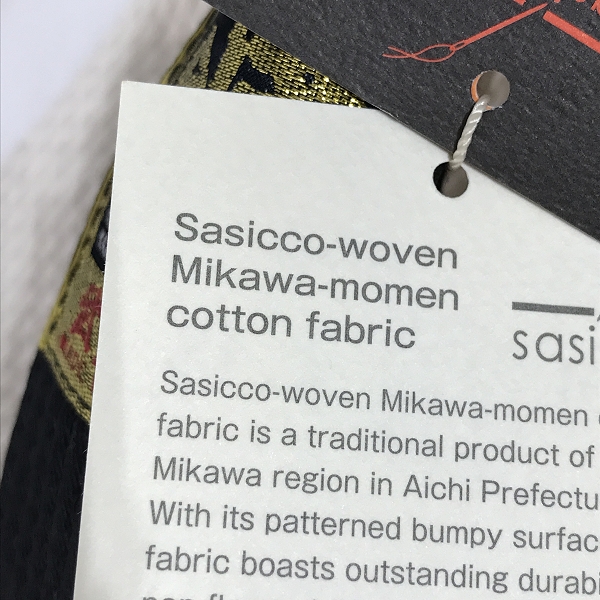 Sasicco-woven
Mikawa-momen
cotton fabric
sasi
Sasicco-woven Mikawa-momen
fabric is a traditional product of
Mikawa region in Aichi Prefectu
With its patterned bumpy surfac
fabric boasts outstanding durabi